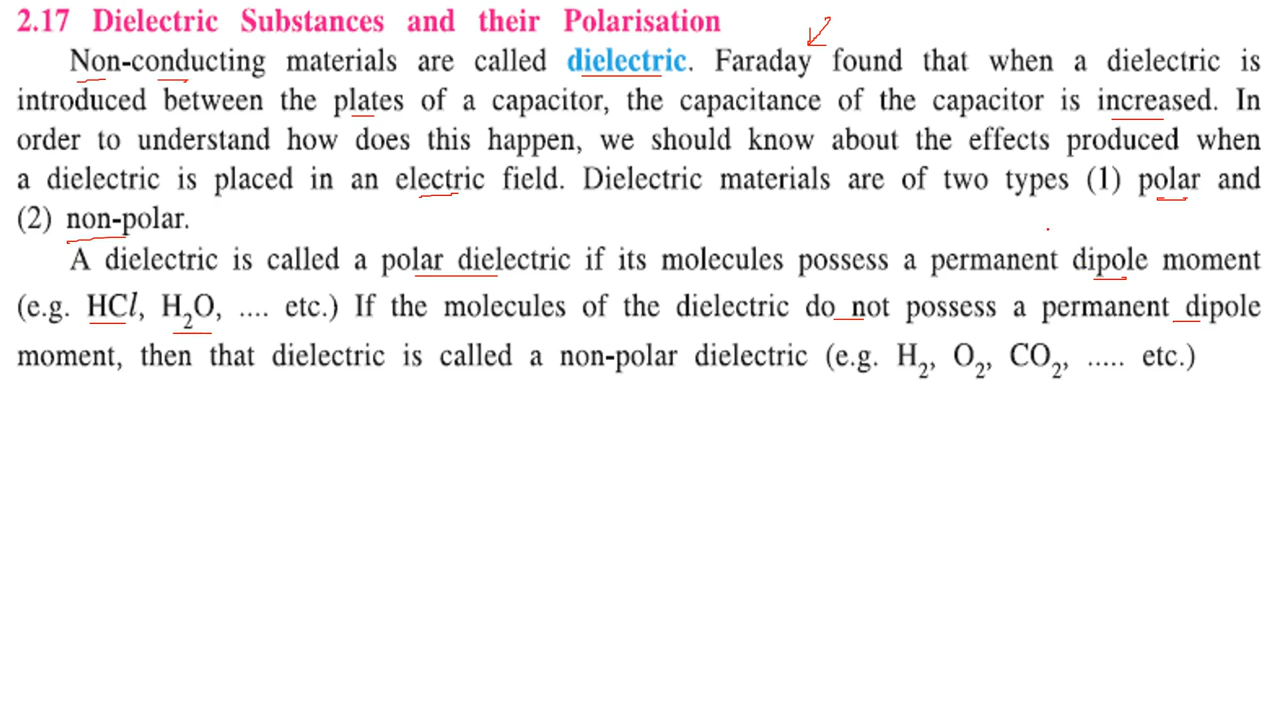 2.17 Dielectric Substances and their Polarisation
Non-conducting materials are called dielectric. Faraday found that when a dielectric is
introduced between the plates of a capacitor, the capacitance of the capacitor is increased. In
order to understand how does this happen, we should know about the effects produced when
a dielectric is placed in an electric field. Dielectric materials are of two types (1) polar and
(2) non-polar.
A dielectric is called a polar dielectric if its molecules possess a permanent dipole moment
(e.g. HCl, H₂O, .... etc.) If the molecules of the dielectric do not possess a permanent dipole
moment, then that dielectric is called a non-polar dielectric (e.g. H₂, O₂, CO₂, ..... etc.)